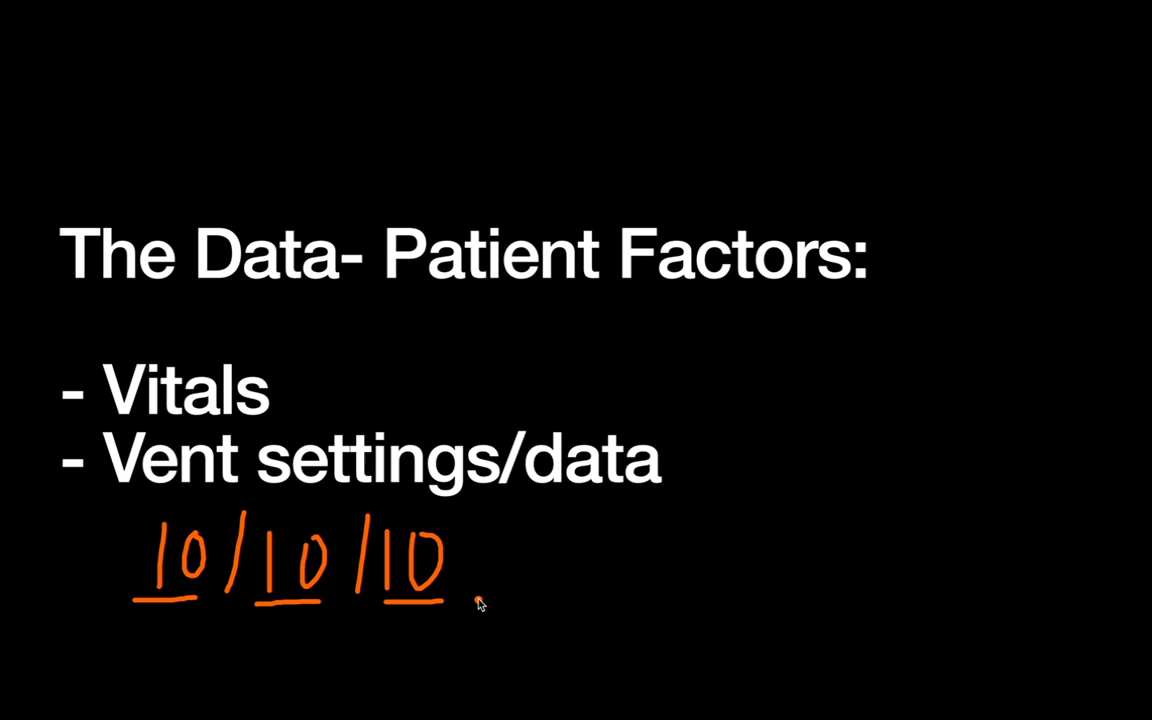 The Data- Patient Factors:
- Vitals
- Vent settings/data
10/10/10